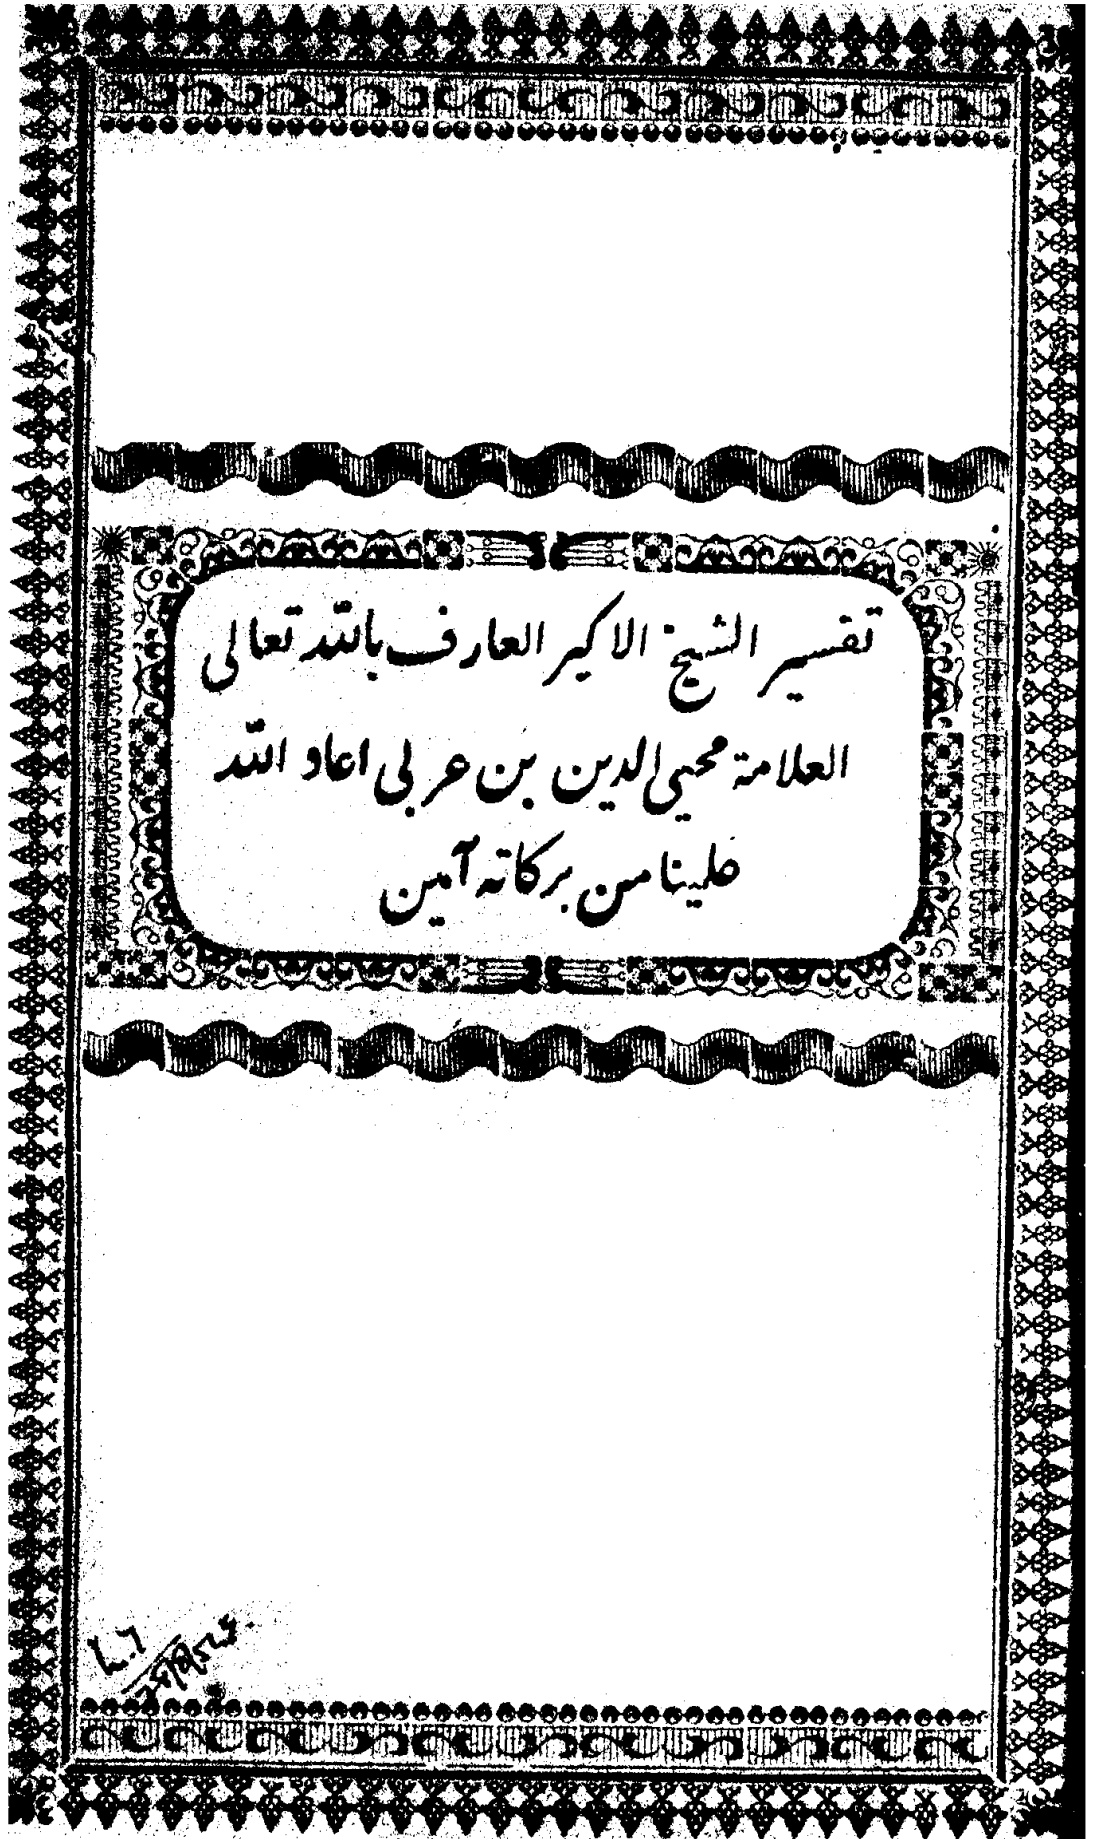 تفسير الشيخ الاكبر العارف بالله تعالى
العلامة محيي الدين بن عربي اعاد الله
علينا من بركاته آمين